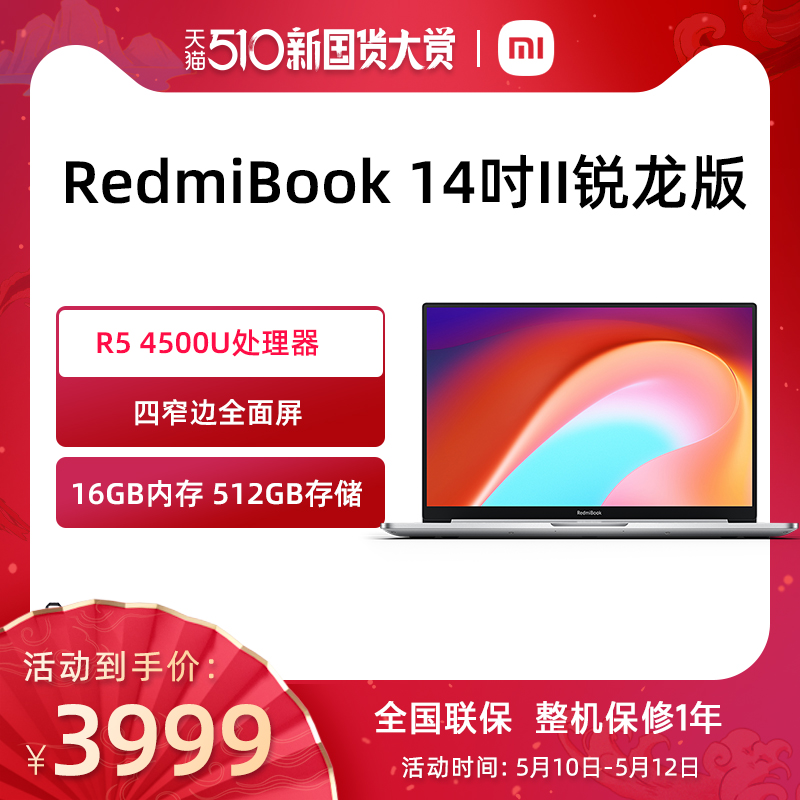 天猫510新国货大赏 | mi
RedmiBook 14吋II锐龙版
R5 4500U处理器
四窄边全面屏
16GB内存 512GB存储
RedmiBook
活动到手价:
¥3999
全国联保 整机保修1年
活动时间: 5月10日-5月12日